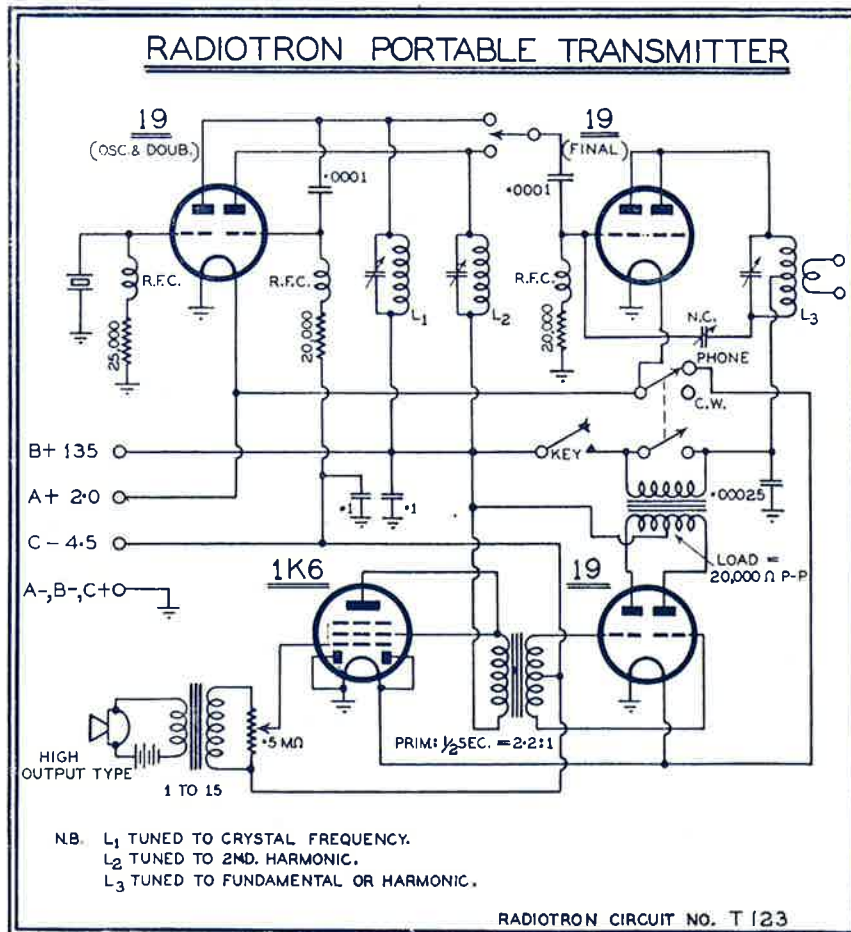 RADIOTRON PORTABLE TRANSMITTER
19
(OSC. & DOUB.)
19
(FINAL)
·0001
·0001
R.F.C.
R.F.C.
R.F.C.
25,000
20,000
20,000
L1
L2
L3
N.C.
PHONE
C.W.
B+ 135
KEY
A+ 2·0
·1
·1
·00025
C- 4·5
LOAD =
20,000 Ω P-P
1K6
19
A-,B-,C+
·5 MΩ
PRIM: 1/2 SEC. = 2·2:1
HIGH
OUTPUT TYPE
1 TO 15
N.B. L1 TUNED TO CRYSTAL FREQUENCY.
L2 TUNED TO 2ND. HARMONIC.
L3 TUNED TO FUNDAMENTAL OR HARMONIC.
RADIOTRON CIRCUIT NO. T 123